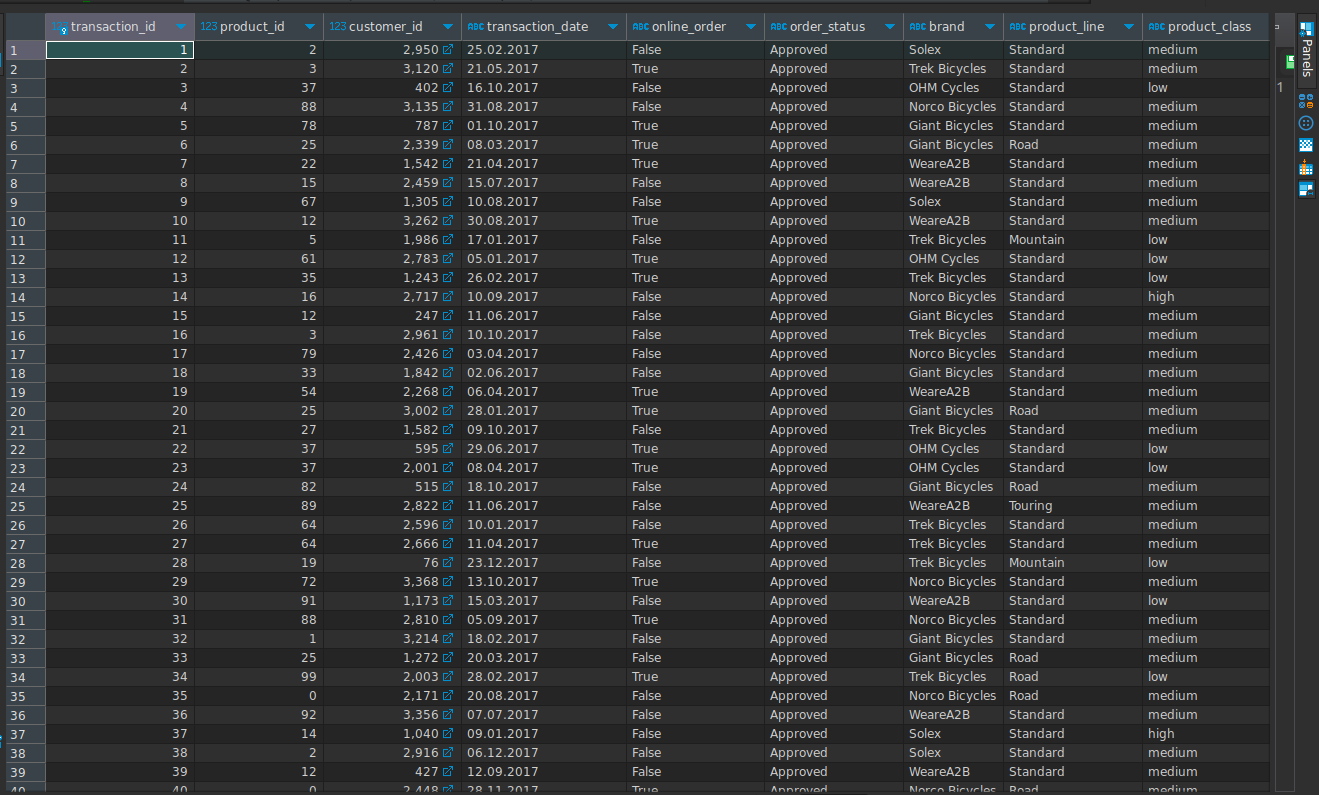 123 transaction_id 123 product_id 123 customer_id ABC transaction_date ABC online_order ABC order_status ABC brand ABC product_line ABC product_class
1 1 2 2,950 25.02.2017 False Approved Solex Standard medium
2 2 3 3,120 21.05.2017 True Approved Trek Bicycles Standard medium
3 3 37 402 16.10.2017 False Approved OHM Cycles Standard low
4 4 88 3,135 31.08.2017 False Approved Norco Bicycles Standard medium
5 5 78 787 01.10.2017 True Approved Giant Bicycles Standard medium
6 6 25 2,339 08.03.2017 True Approved Giant Bicycles Road medium
7 7 22 1,542 21.04.2017 True Approved WeareA2B Standard medium
8 8 15 2,459 15.07.2017 False Approved WeareA2B Standard medium
9 9 67 1,305 10.08.2017 False Approved Solex Standard medium
10 10 12 3,262 30.08.2017 True Approved WeareA2B Standard medium
11 11 5 1,986 17.01.2017 False Approved Trek Bicycles Mountain low
12 12 61 2,783 05.01.2017 True Approved OHM Cycles Standard low
13 13 35 1,243 26.02.2017 True Approved Trek Bicycles Standard low
14 14 16 2,717 10.09.2017 False Approved Norco Bicycles Standard high
15 15 12 247 11.06.2017 False Approved Giant Bicycles Standard medium
16 16 3 2,961 10.10.2017 False Approved Trek Bicycles Standard medium
17 17 79 2,426 03.04.2017 False Approved Norco Bicycles Standard medium
18 18 33 1,842 02.06.2017 False Approved Giant Bicycles Standard medium
19 19 54 2,268 06.04.2017 True Approved WeareA2B Standard medium
20 20 25 3,002 28.01.2017 True Approved Giant Bicycles Road medium
21 21 27 1,582 09.10.2017 False Approved Trek Bicycles Standard medium
22 22 37 595 29.06.2017 True Approved OHM Cycles Standard low
23 23 37 2,001 08.04.2017 True Approved OHM Cycles Standard low
24 24 82 515 18.10.2017 False Approved Giant Bicycles Road medium
25 25 89 2,822 11.06.2017 False Approved WeareA2B Touring medium
26 26 64 2,596 10.01.2017 False Approved Trek Bicycles Standard medium
27 27 64 2,666 11.04.2017 True Approved Trek Bicycles Standard medium
28 28 19 76 23.12.2017 False Approved Trek Bicycles Mountain low
29 29 72 3,368 13.10.2017 True Approved Norco Bicycles Standard medium
30 30 91 1,173 15.03.2017 False Approved WeareA2B Standard low
31 31 88 2,810 05.09.2017 True Approved Norco Bicycles Standard medium
32 32 1 3,214 18.02.2017 False Approved Giant Bicycles Standard medium
33 33 25 1,272 20.03.2017 False Approved Giant Bicycles Road medium
34 34 99 2,003 28.02.2017 True Approved Trek Bicycles Road low
35 35 0 2,171 20.08.2017 False Approved Norco Bicycles Road medium
36 36 92 3,356 07.07.2017 False Approved WeareA2B Standard medium
37 37 14 1,040 09.01.2017 False Approved Solex Standard high
38 38 2 2,916 06.12.2017 False Approved Solex Standard medium
39 39 12 427 12.09.2017 False Approved WeareA2B Standard medium
40 40 0 2,448 28.11.2017 True Approved Norco Bicycles Road medium
1
Panels